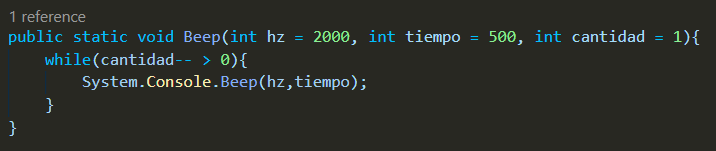 1 reference
public static void Beep(int hz = 2000, int tiempo = 500, int cantidad = 1){
    while(cantidad-- > 0){
        System.Console.Beep(hz,tiempo);
    }
}